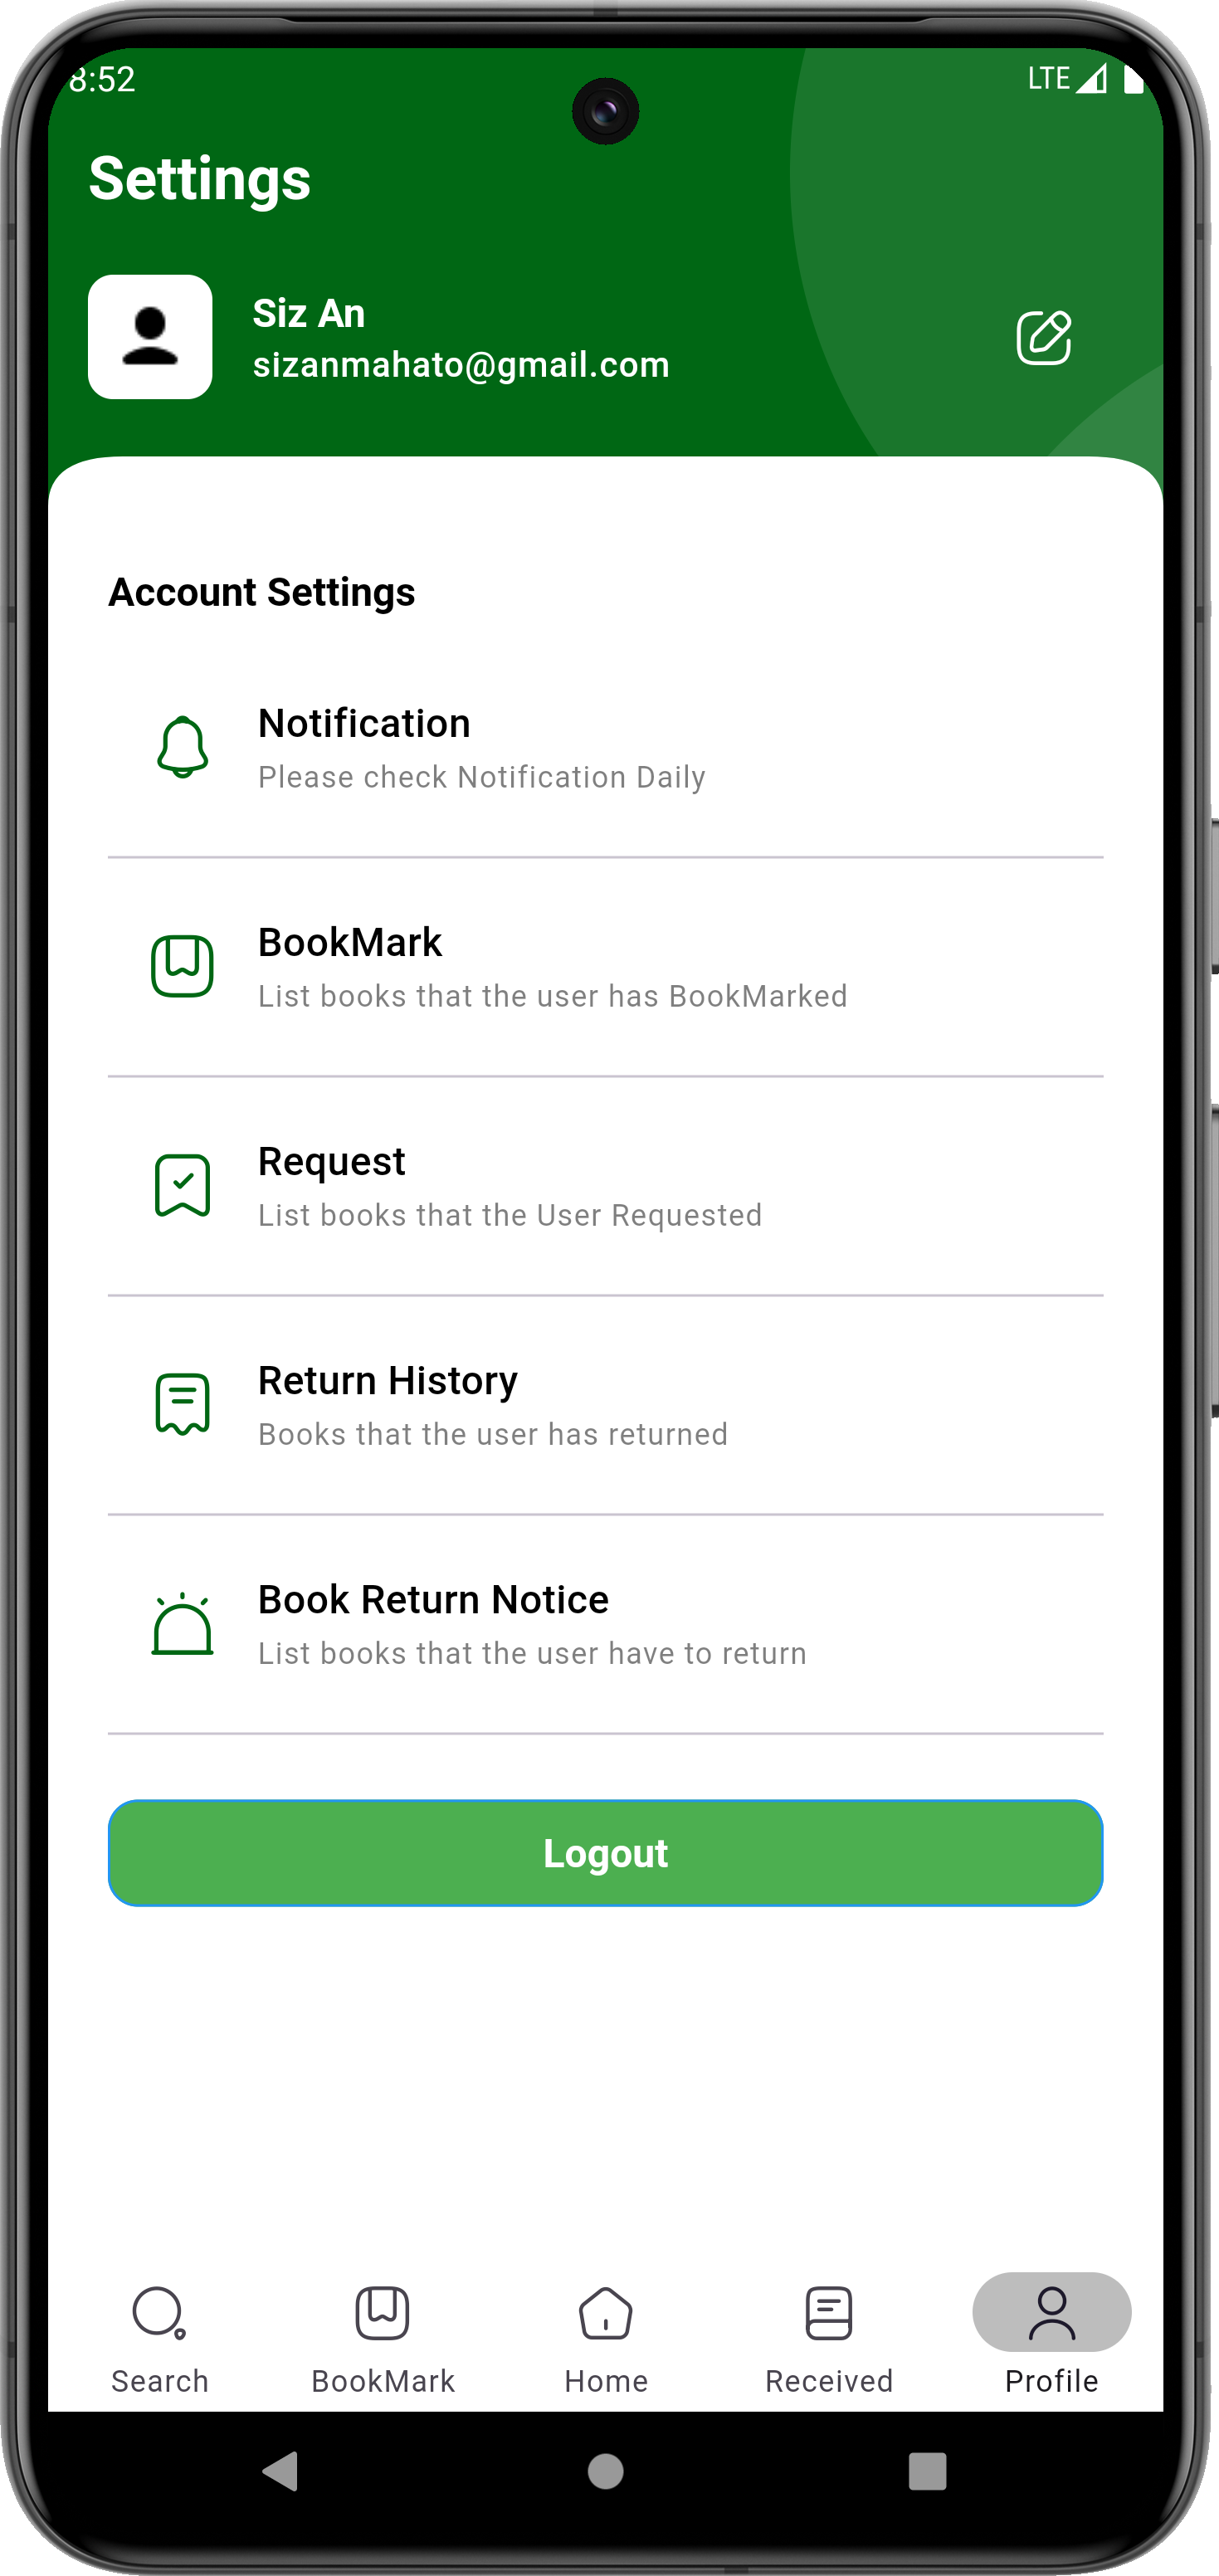 8:52
LTE
Settings
Siz An
sizanmahato@gmail.com
Account Settings
Notification
Please check Notification Daily
BookMark
List books that the user has BookMarked
Request
List books that the User Requested
Return History
Books that the user has returned
Book Return Notice
List books that the user have to return
Logout
Search BookMark Home Received Profile